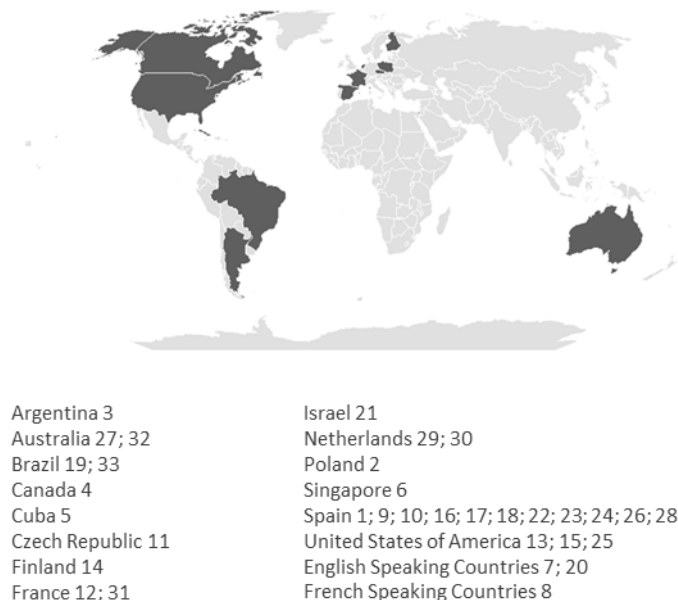 Argentina 3
Australia 27; 32
Brazil 19; 33
Canada 4
Cuba 5
Czech Republic 11
Finland 14
France 12; 31
Israel 21
Netherlands 29; 30
Poland 2
Singapore 6
Spain 1; 9; 10; 16; 17; 18; 22; 23; 24; 26; 28
United States of America 13; 15; 25
English Speaking Countries 7; 20
French Speaking Countries 8